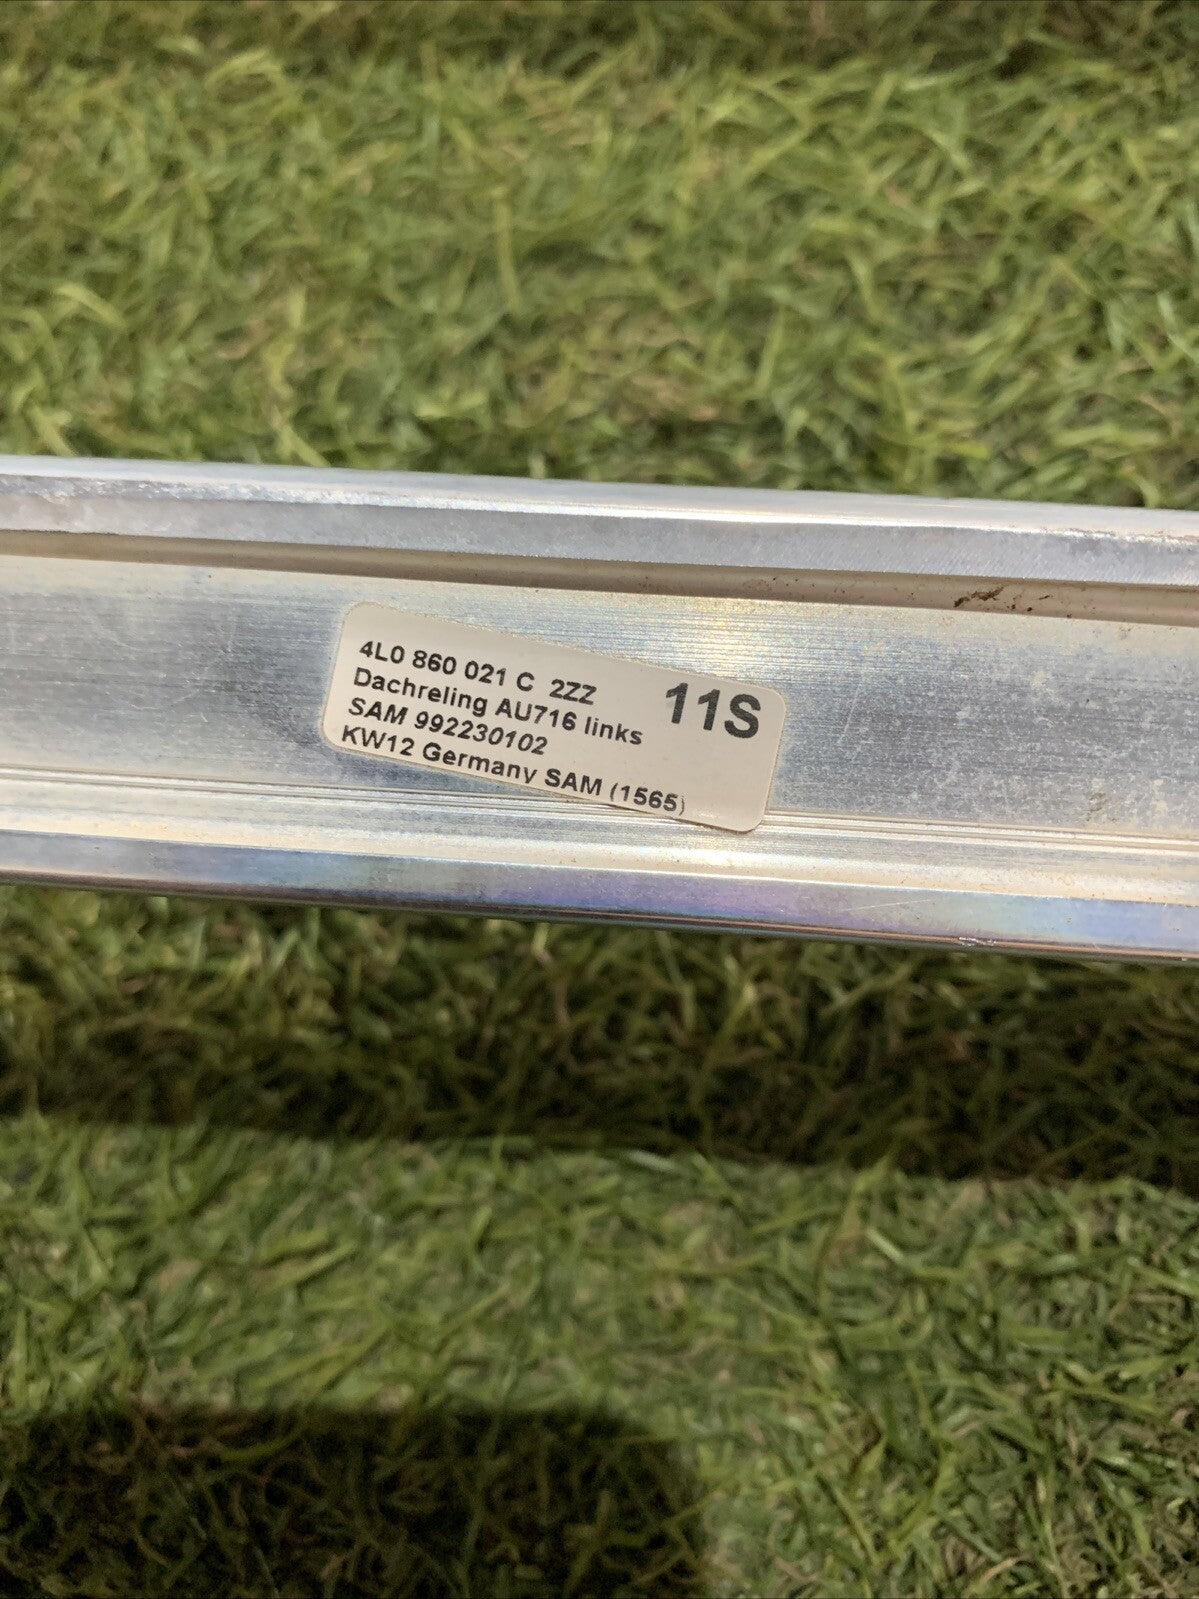 4L0 860 021 C 2ZZ 11S
Dachreling AU716 links
SAM 992230102
KW12 Germany SAM (1565)